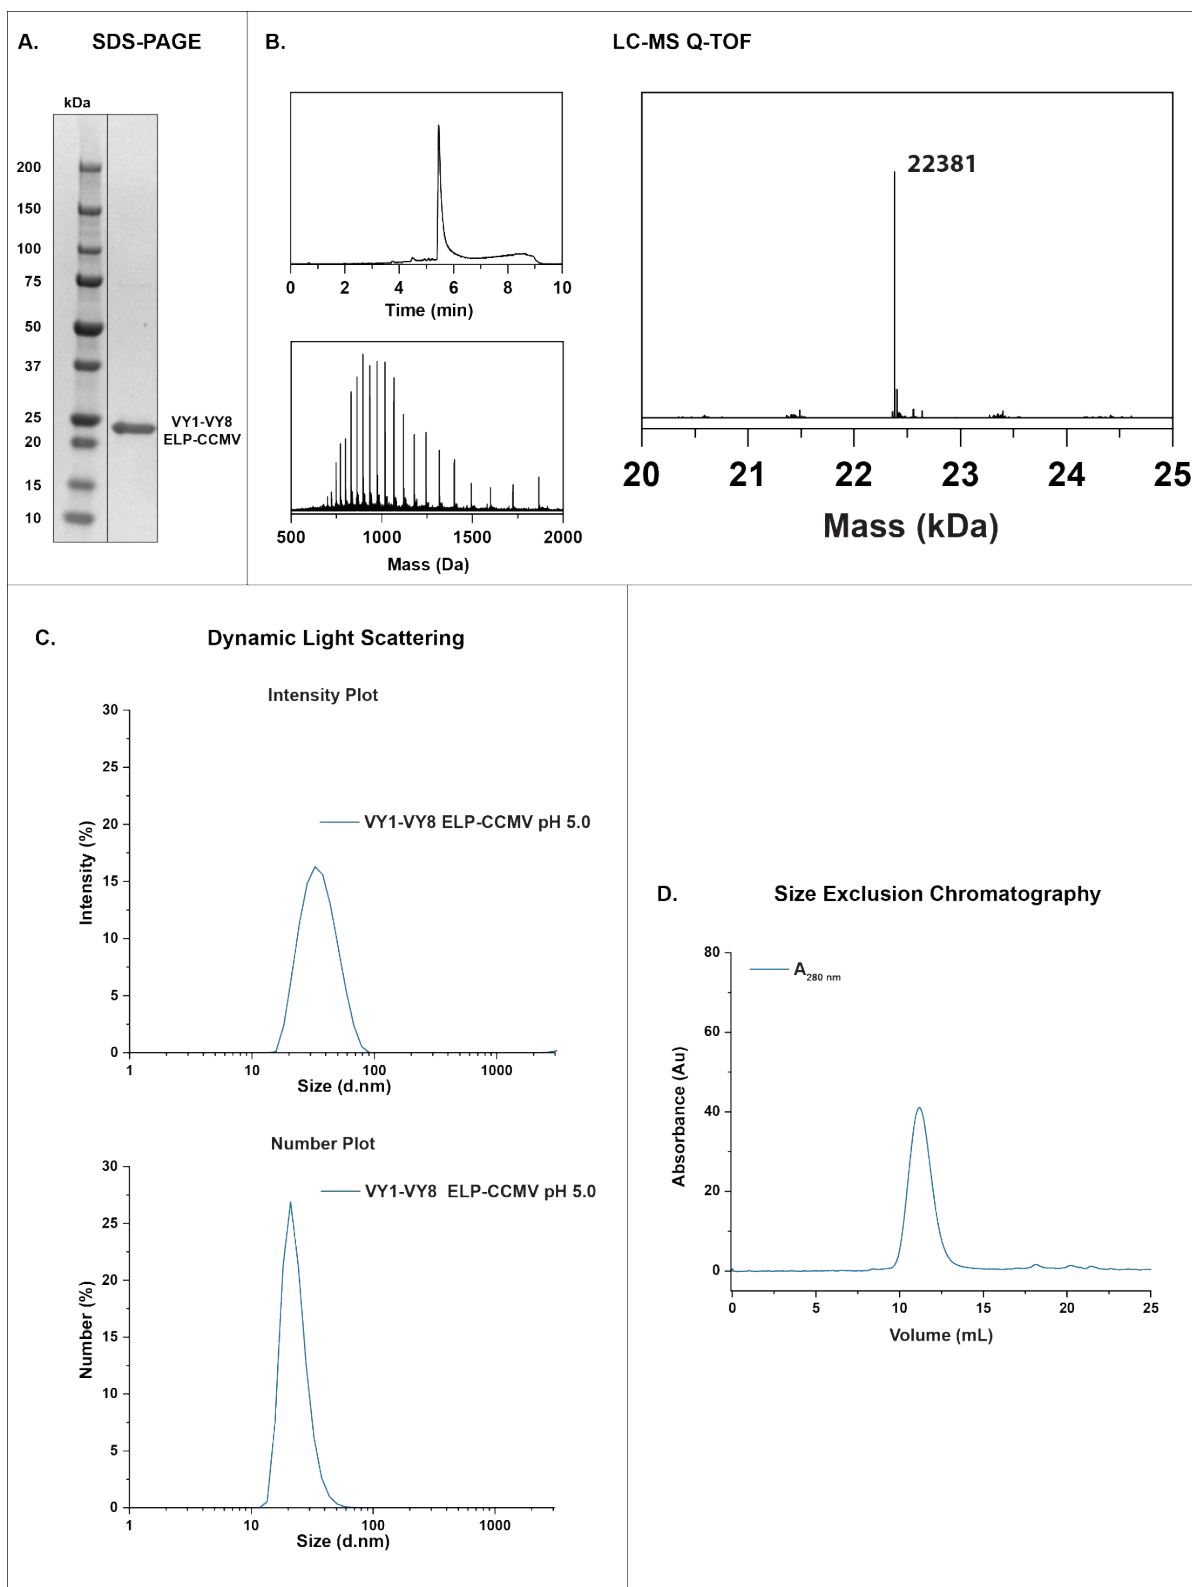 A. SDS-PAGE
kDa
200
150
100
75
50
37
25
20
15
10
VY1-VY8
ELP-CCMV
B. LC-MS Q-TOF
0 2 4 6 8 10
Time (min)
500 1000 1500 2000
Mass (Da)
22381
20 21 22 23 24 25
Mass (kDa)
C. Dynamic Light Scattering
Intensity Plot
30
25
20
15
10
5
0
Intensity (%)
VY1-VY8 ELP-CCMV pH 5.0
1 10 100 1000
Size (d.nm)
Number Plot
30
25
20
15
10
5
0
Number (%)
VY1-VY8 ELP-CCMV pH 5.0
1 10 100 1000
Size (d.nm)
D. Size Exclusion Chromatography
80
60
40
20
0
Absorbance (Au)
A280 nm
0 5 10 15 20 25
Volume (mL)